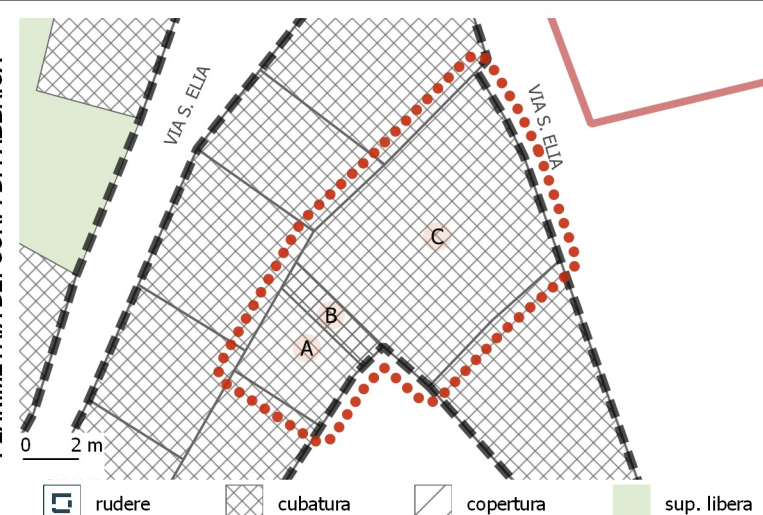 VIA S. ELIA
VIA S. ELIA
C
B
A
0 2 m
rudere cubatura copertura sup. libera